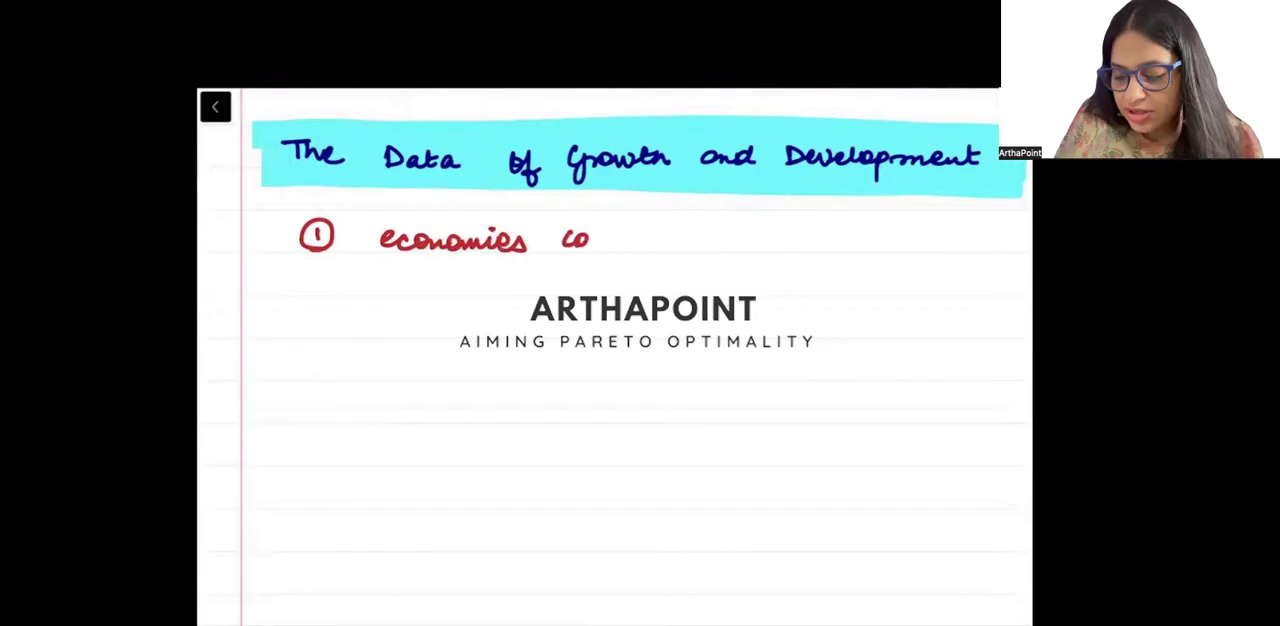 The Data of Growth and Development
ArthaPoint
① economies co
ARTHAPOINT
AIMING PARETO OPTIMALITY